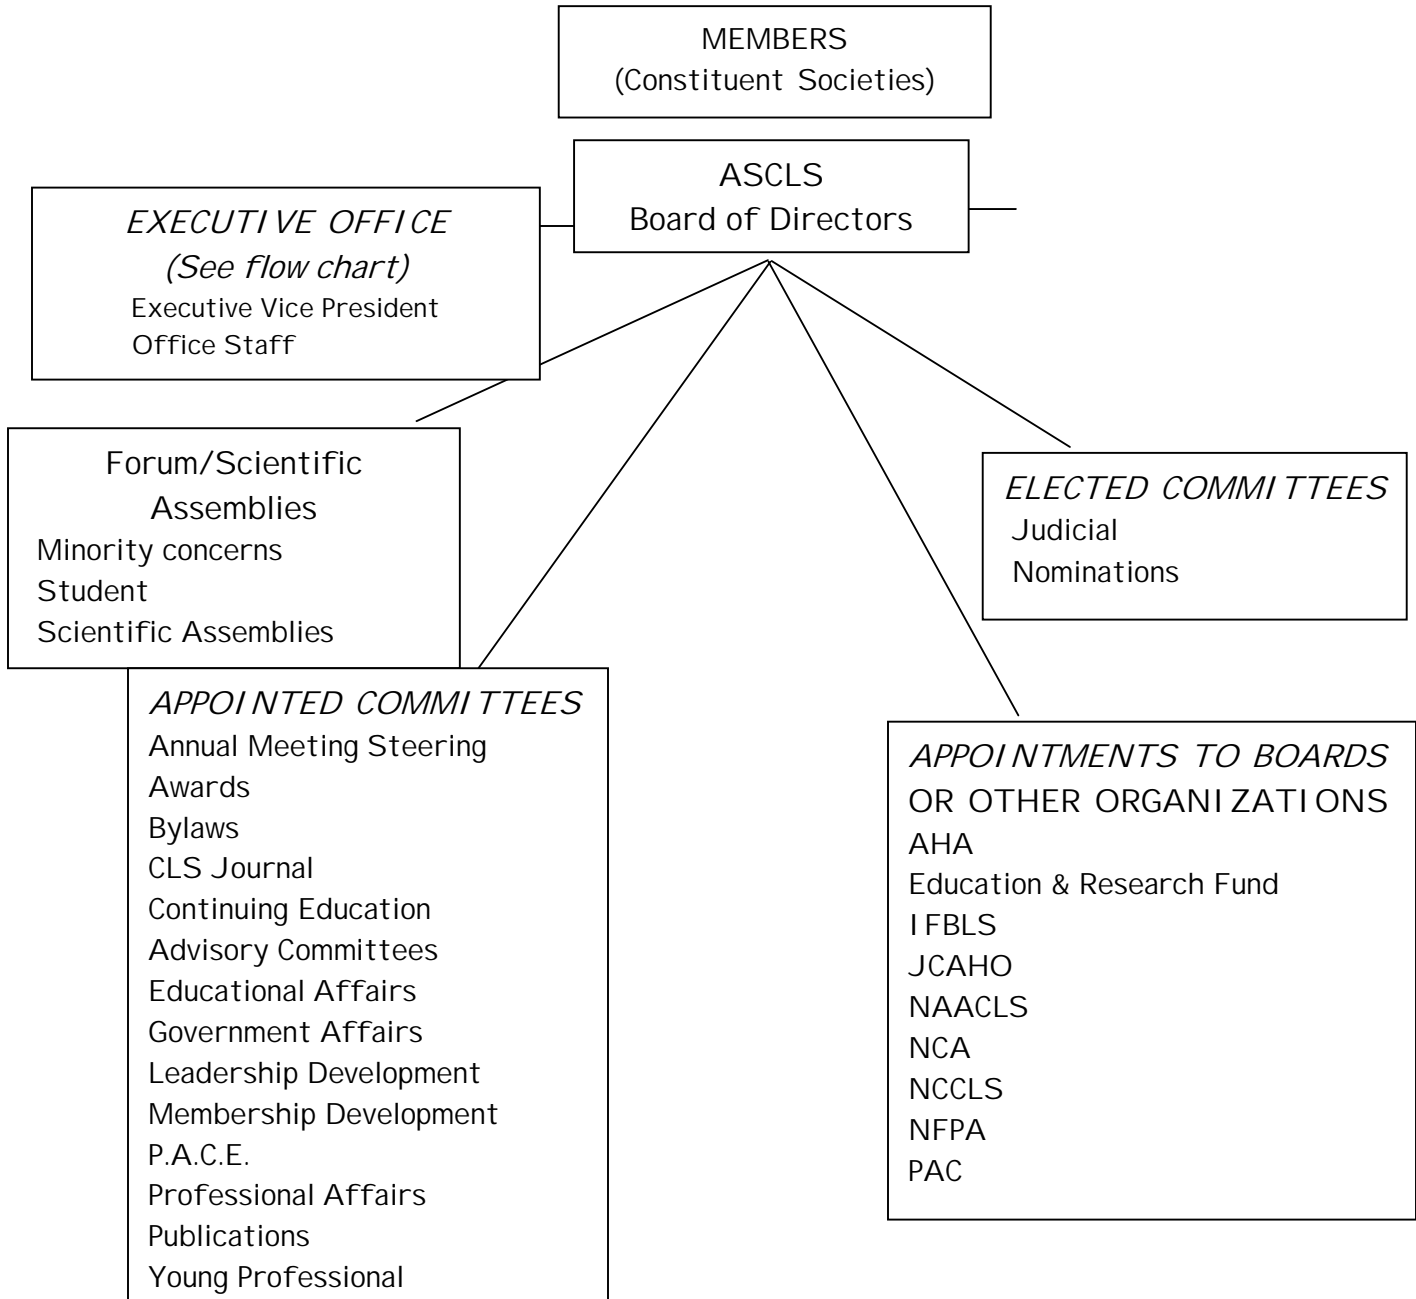 MEMBERS
(Constituent Societies)
ASCLS
Board of Directors
EXECUTIVE OFFICE
(See flow chart)
Executive Vice President
Office Staff
Forum/Scientific
Assemblies
Minority concerns
Student
Scientific Assemblies
ELECTED COMMITTEES
Judicial
Nominations
APPOINTED COMMITTEES
Annual Meeting Steering
Awards
Bylaws
CLS Journal
Continuing Education
Advisory Committees
Educational Affairs
Government Affairs
Leadership Development
Membership Development
P.A.C.E.
Professional Affairs
Publications
Young Professional
APPOINTMENTS TO BOARDS
OR OTHER ORGANIZATIONS
AHA
Education & Research Fund
IFBLS
JCAHO
NAACLS
NCA
NCCLS
NFPA
PAC